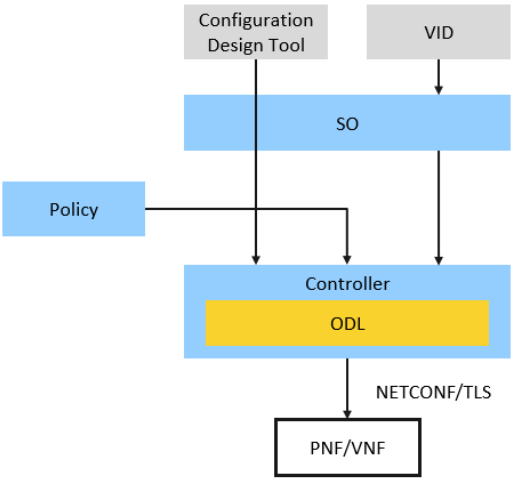 Configuration
Design Tool
VID
SO
Policy
Controller
ODL
NETCONF/TLS
PNF/VNF